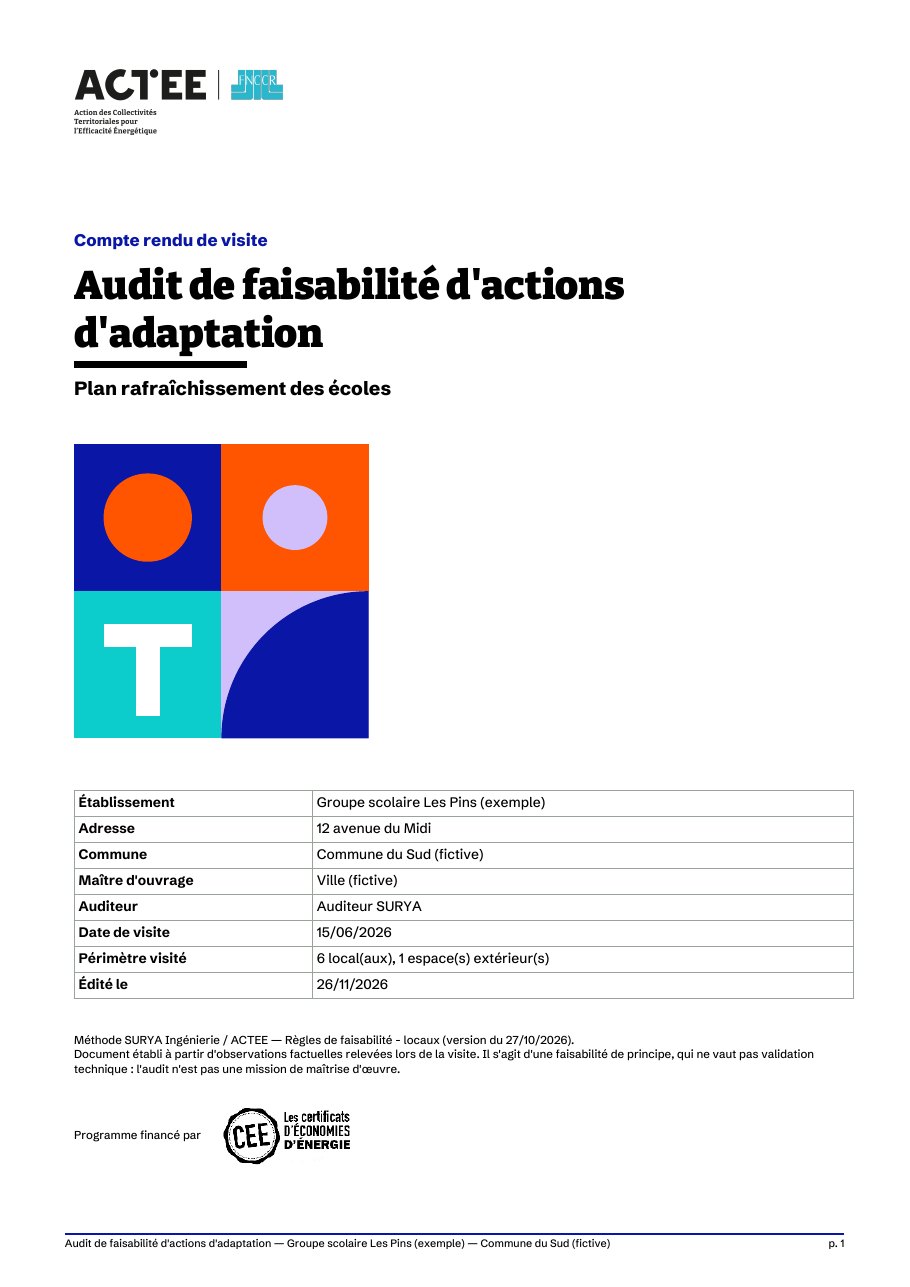 ACTEE | FNCCR
Action des Collectivités
Territoriales pour
l'Efficacité Énergétique
Compte rendu de visite
Audit de faisabilité d'actions
d'adaptation
Plan rafraîchissement des écoles
T
Établissement Groupe scolaire Les Pins (exemple)
Adresse 12 avenue du Midi
Commune Commune du Sud (fictive)
Maître d'ouvrage Ville (fictive)
Auditeur Auditeur SURYA
Date de visite 15/06/2026
Périmètre visité 6 local(aux), 1 espace(s) extérieur(s)
Édité le 26/11/2026
Méthode SURYA Ingénierie / ACTEE — Règles de faisabilité - locaux (version du 27/10/2026).
Document établi à partir d'observations factuelles relevées lors de la visite. Il s'agit d'une faisabilité de principe, qui ne vaut pas validation
technique : l'audit n'est pas une mission de maîtrise d'œuvre.
Programme financé par
CEE
Les certificats
D'ÉCONOMIES
D'ÉNERGIE
Audit de faisabilité d'actions d'adaptation — Groupe scolaire Les Pins (exemple) — Commune du Sud (fictive) p. 1